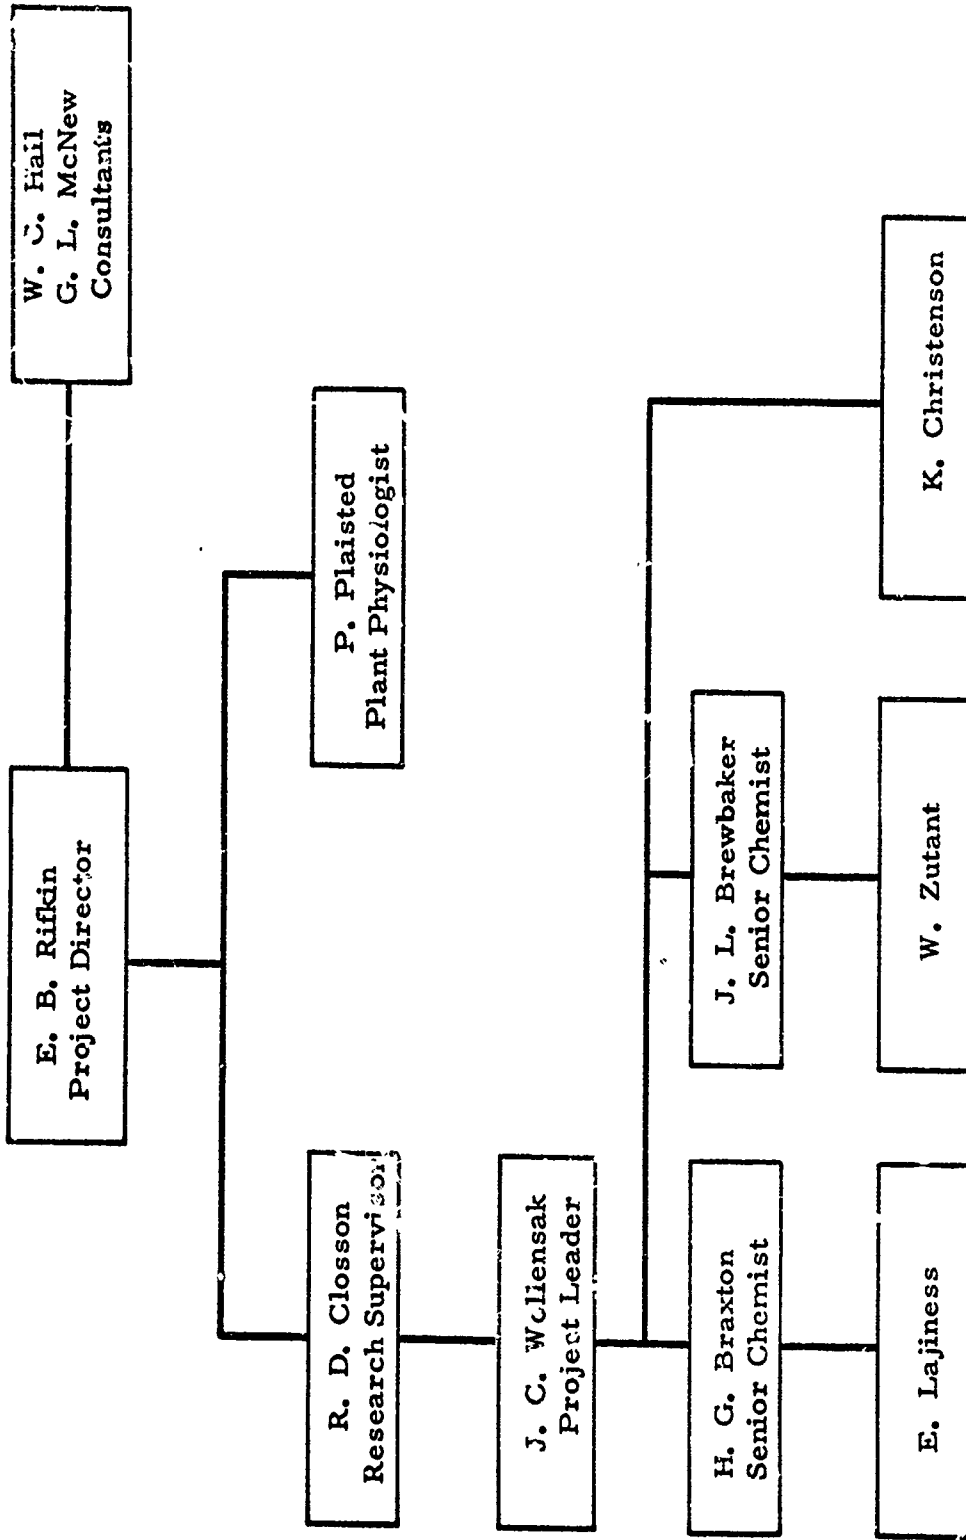 W. C. Hall
G. L. McNew
Consultants
E. B. Rifkin
Project Director
P. Plaisted
Plant Physiologist
R. D. Closson
Research Supervisor
J. C. Wollensak
Project Leader
H. G. Braxton
Senior Chemist
J. L. Brewbaker
Senior Chemist
E. Lajiness
W. Zutant
K. Christenson